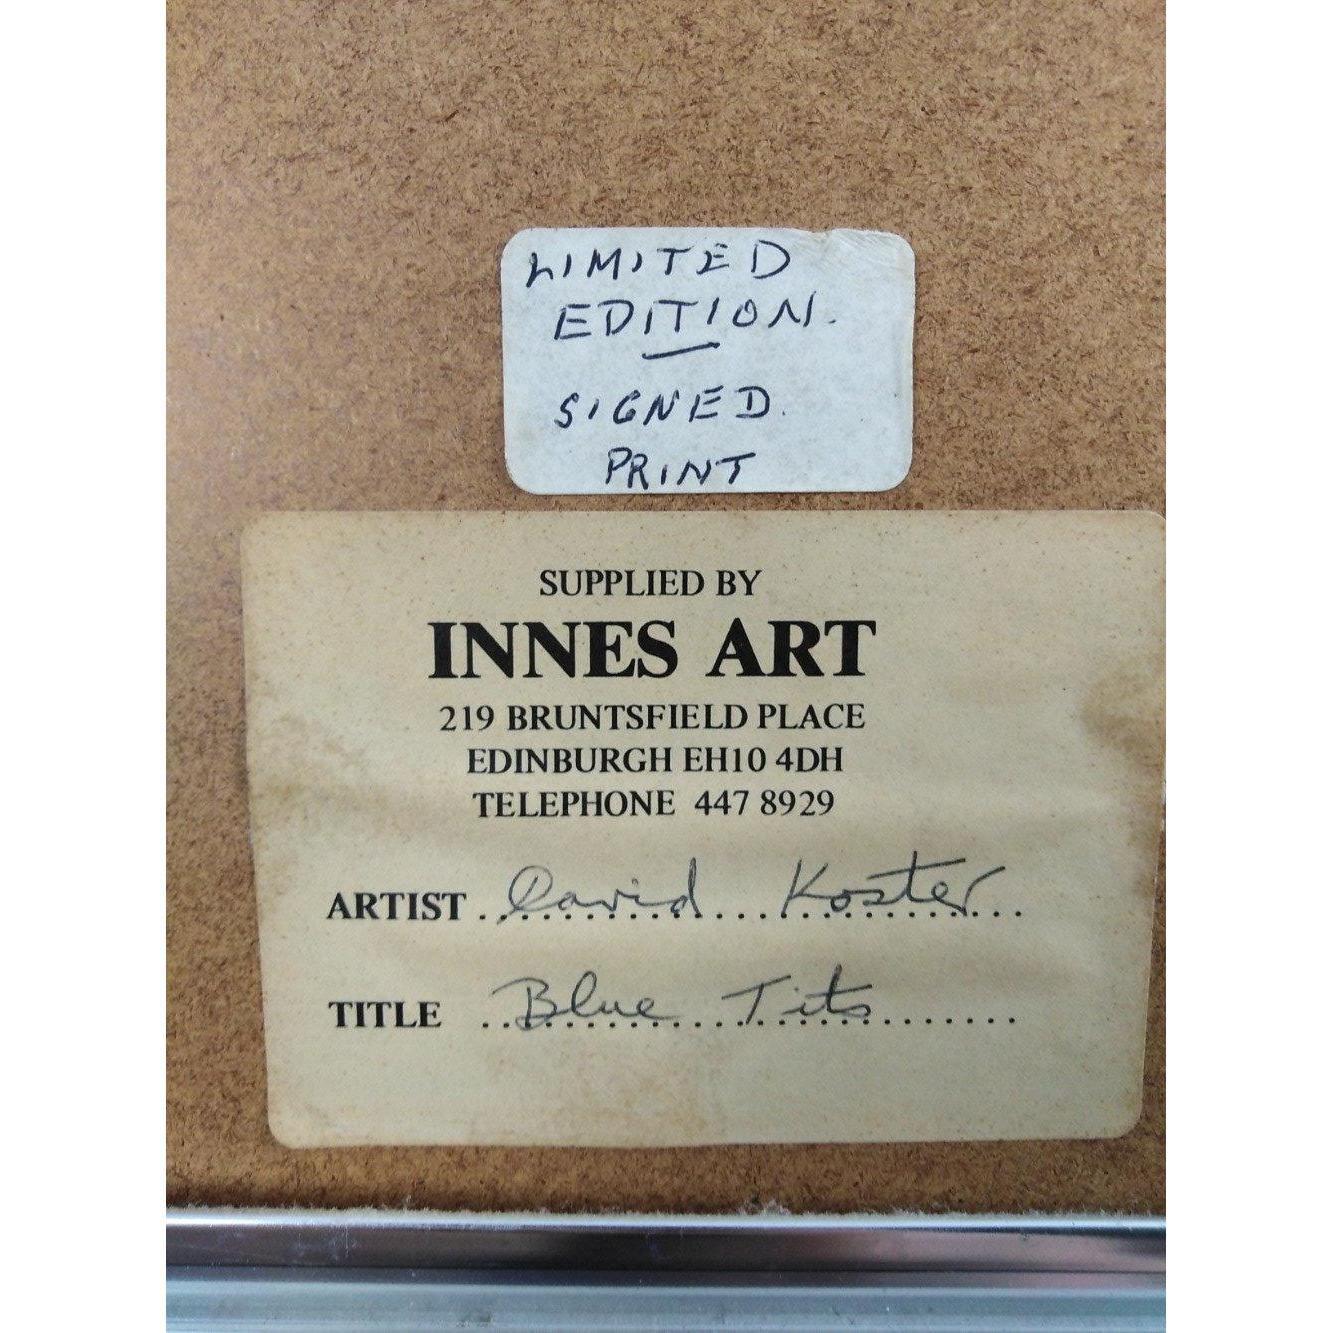 LIMITED
EDITION.
SIGNED.
PRINT
SUPPLIED BY
INNES ART
219 BRUNTSFIELD PLACE
EDINBURGH EH10 4DH
TELEPHONE 447 8929
ARTIST David Koster
TITLE Blue Tits